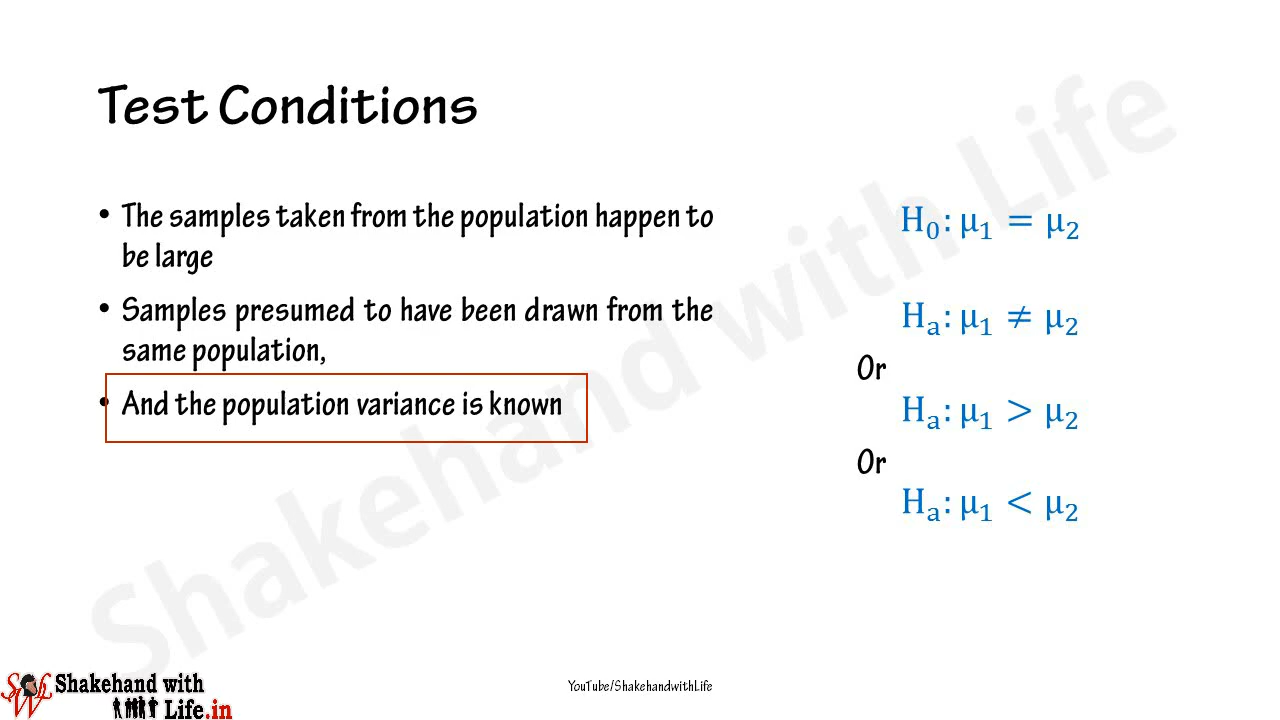 Test Conditions
• The samples taken from the population happen to
be large
• Samples presumed to have been drawn from the
same population,
• And the population variance is known
H₀: μ₁ = μ₂
Hₐ: μ₁ ≠ μ₂
Or
Hₐ: μ₁ > μ₂
Or
Hₐ: μ₁ < μ₂
Shakehand with Life
Shakehand with
Life.in
YouTube/ShakehandwithLife